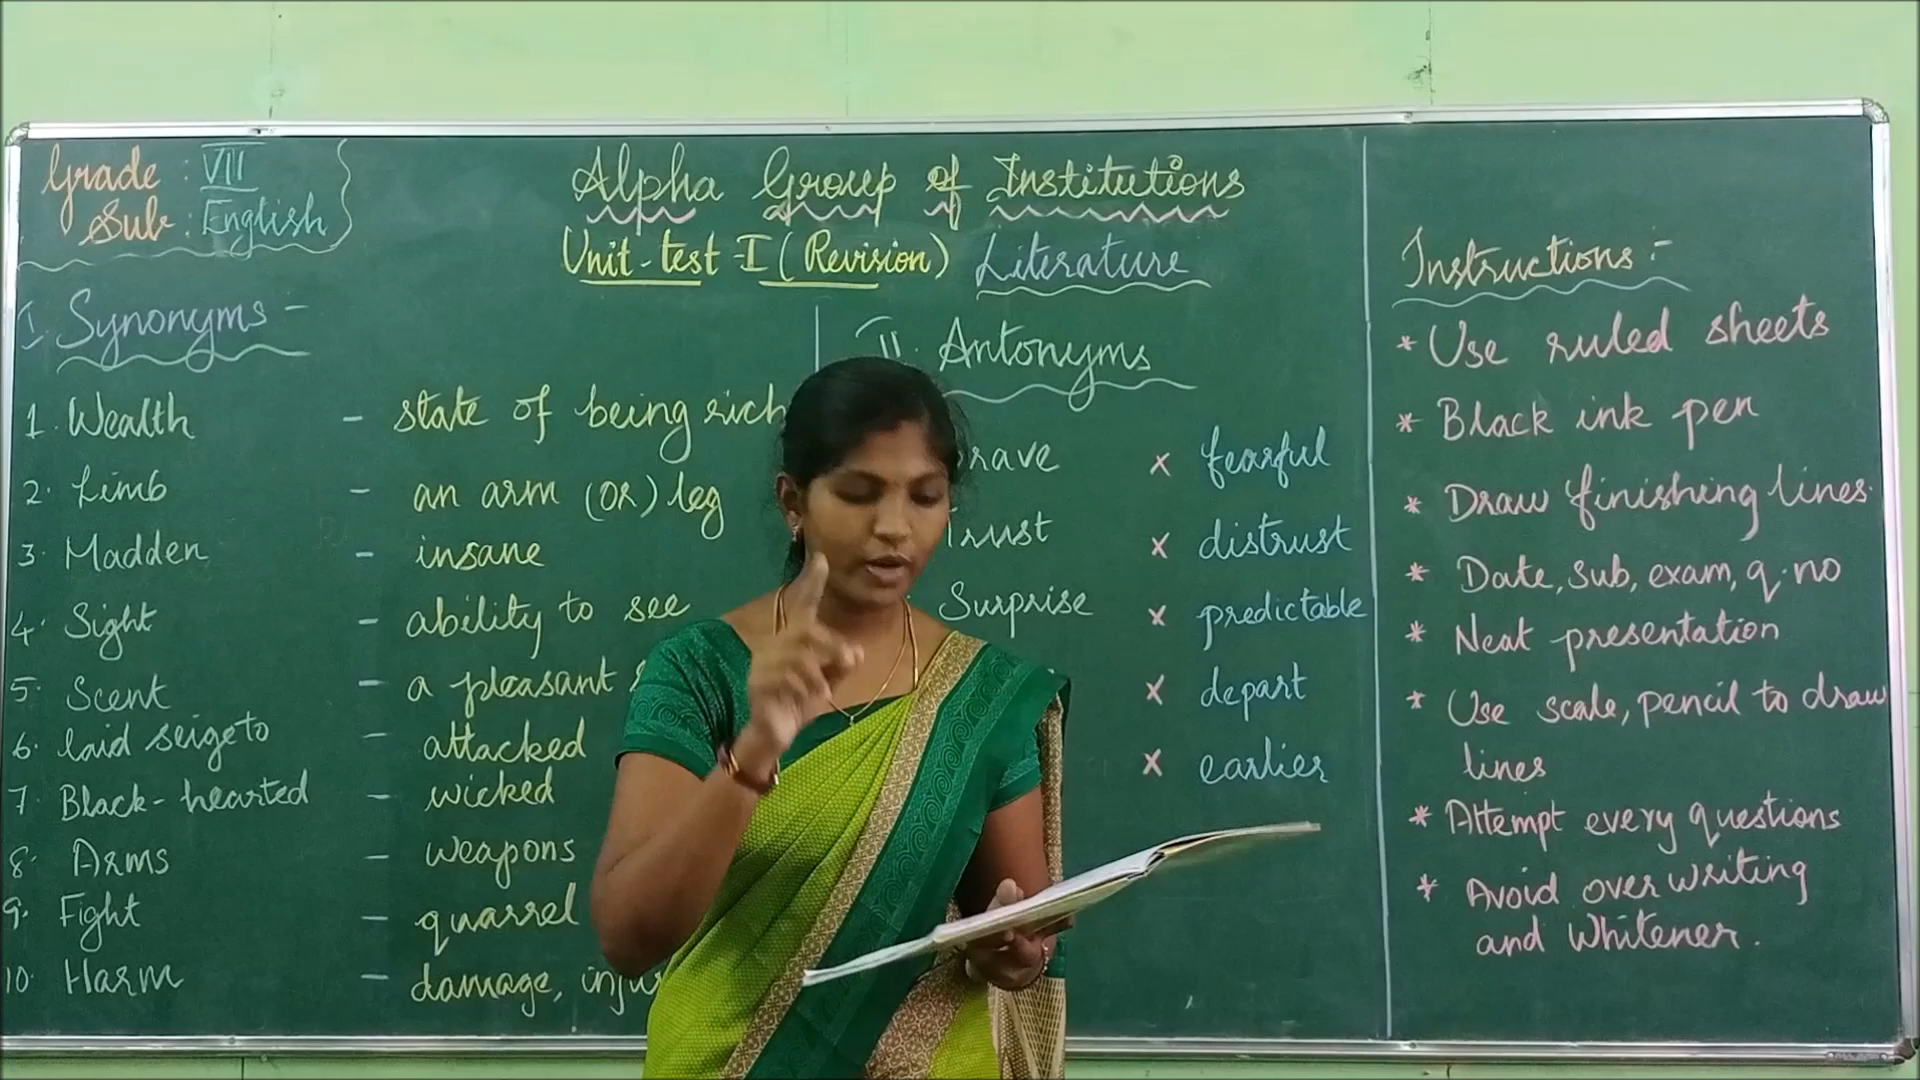 Grade : VII
Sub : English
Alpha Group of Institutions
Unit-test-I (Revision) Literature
I. Synonyms -
1. Wealth - state of being rich
2. Limb - an arm (OR) leg
3. Madden - insane
4. Sight - ability to see
5. Scent - a pleasant
6. laid seigeto - attacked
7. Black-hearted - wicked
8. Arms - weapons
9. Fight - quarrel
10. Harm - damage,
II. Antonyms
x fearful
Trust x distrust
Surprise x predictable
x depart
x earlier
Instructions :-
* Use ruled sheets
* Black ink pen
* Draw finishing lines.
* Date, sub, exam, q.no
* Neat presentation
* Use scale, pencil to draw
lines
* Attempt every questions
* Avoid over writing
and Whitener.